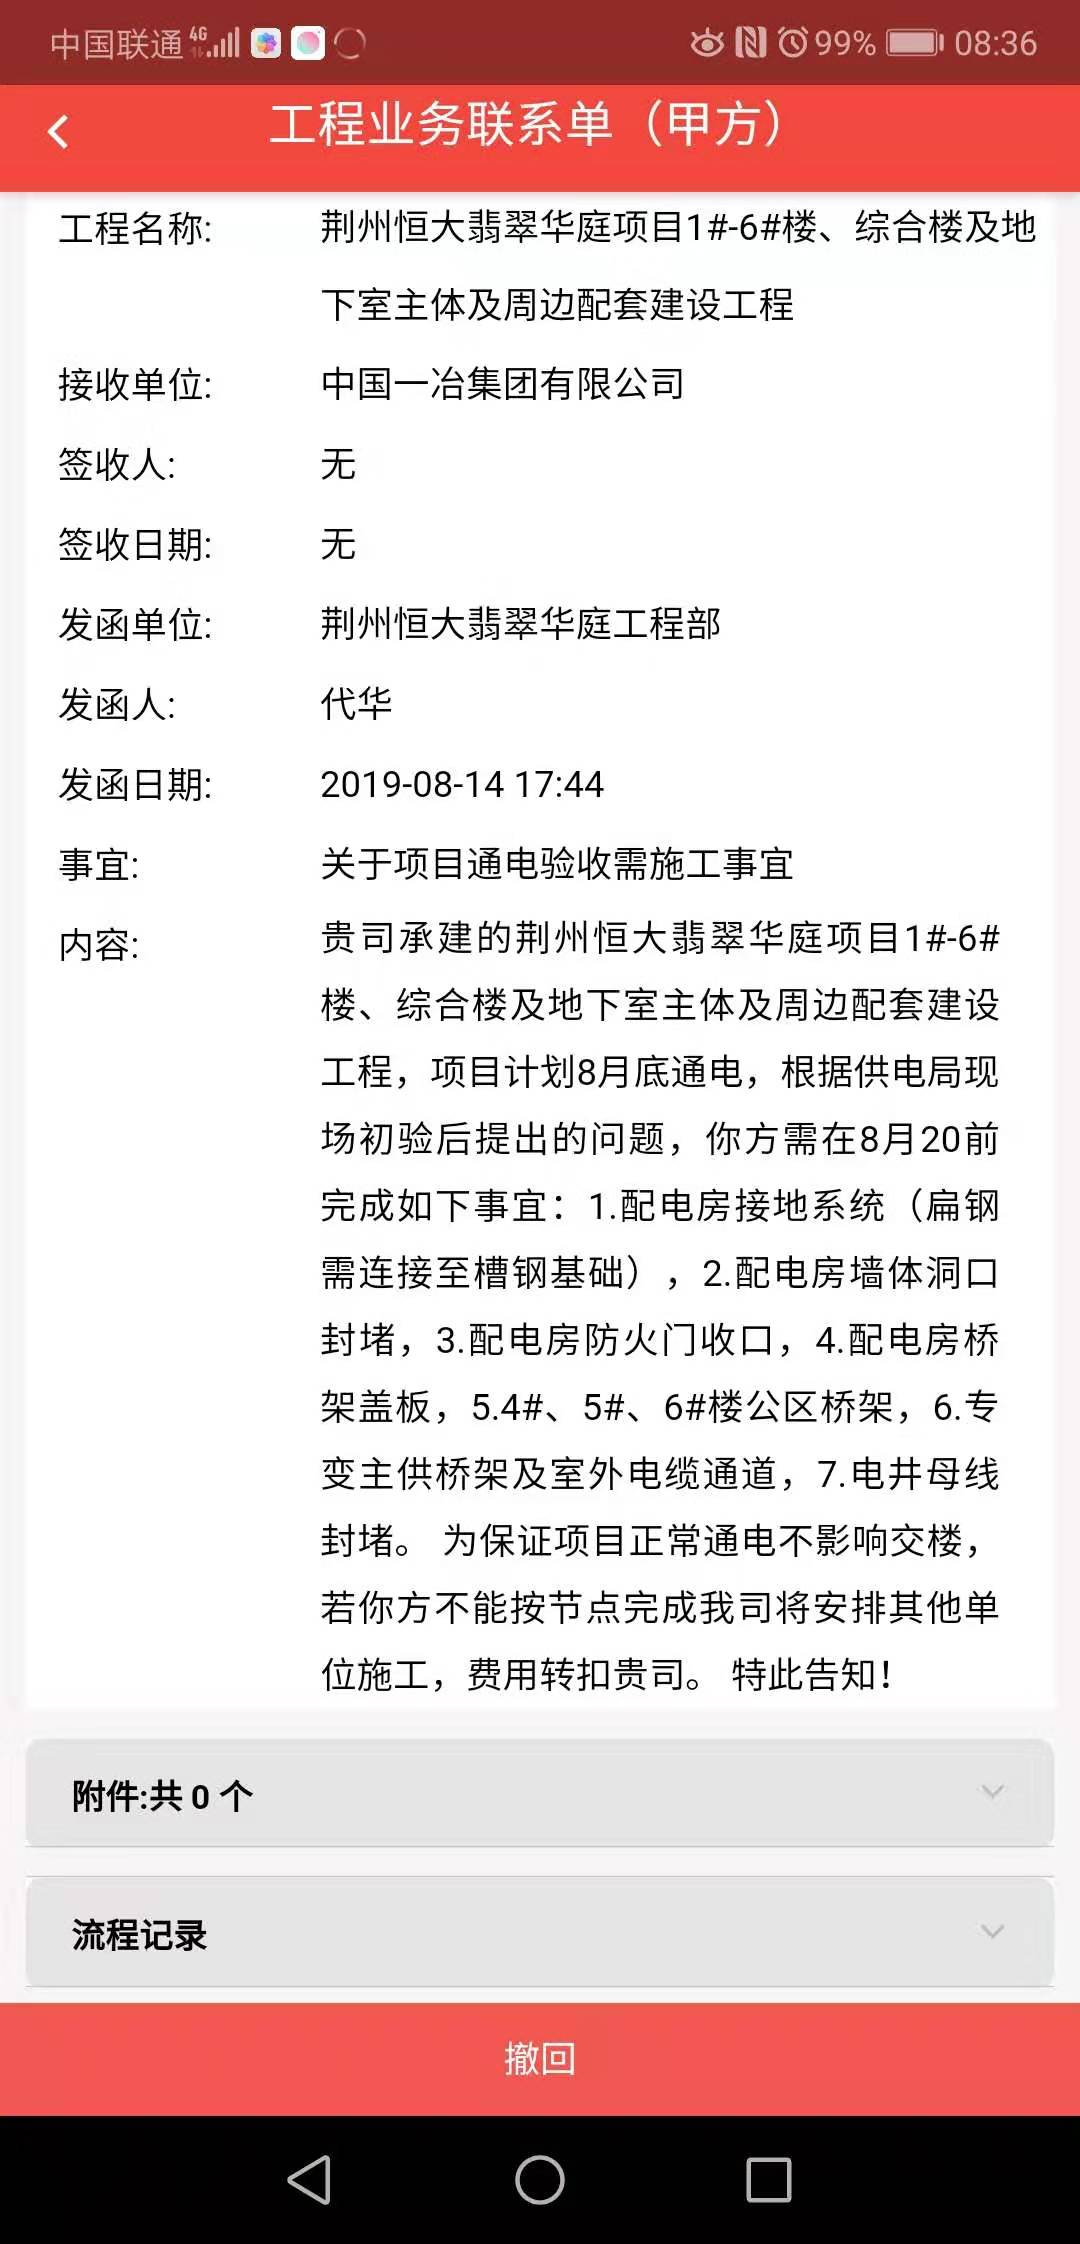 中国联通 4G 99% 08:36
工程业务联系单（甲方）
工程名称: 荆州恒大翡翠华庭项目1#-6#楼、综合楼及地
下室主体及周边配套建设工程
接收单位: 中国一冶集团有限公司
签收人: 无
签收日期: 无
发函单位: 荆州恒大翡翠华庭工程部
发函人: 代华
发函日期: 2019-08-14 17:44
事宜: 关于项目通电验收需施工事宜
内容: 贵司承建的荆州恒大翡翠华庭项目1#-6#
楼、综合楼及地下室主体及周边配套建设
工程，项目计划8月底通电，根据供电局现
场初验后提出的问题，你方需在8月20前
完成如下事宜：1.配电房接地系统（扁钢
需连接至槽钢基础），2.配电房墙体洞口
封堵，3.配电房防火门收口，4.配电房桥
架盖板，5.4#、5#、6#楼公区桥架，6.专
变主供桥架及室外电缆通道，7.电井母线
封堵。 为保证项目正常通电不影响交楼，
若你方不能按节点完成我司将安排其他单
位施工，费用转扣贵司。 特此告知！
附件:共 0 个
流程记录
撤回